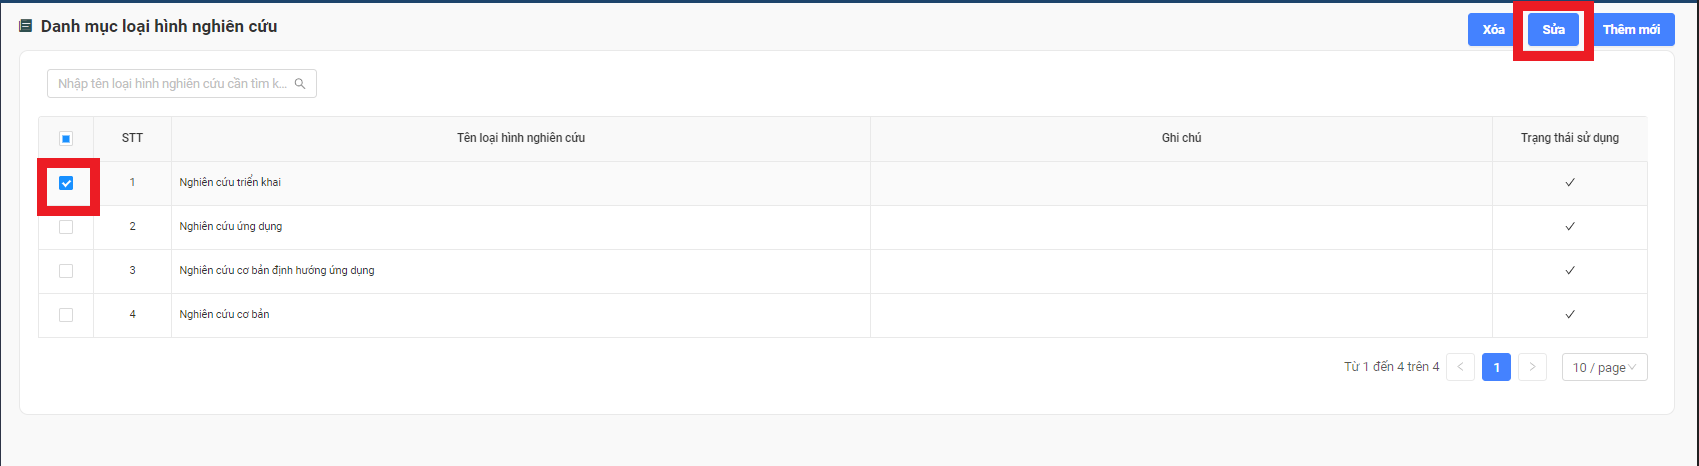 Danh mục loại hình nghiên cứu
Xóa
Sửa
Thêm mới
Nhập tên loại hình nghiên cứu cần tìm k...
STT Tên loại hình nghiên cứu Ghi chú Trạng thái sử dụng
1 Nghiên cứu triển khai
2 Nghiên cứu ứng dụng
3 Nghiên cứu cơ bản định hướng ứng dụng
4 Nghiên cứu cơ bản
Từ 1 đến 4 trên 4 < 1 > 10 / page